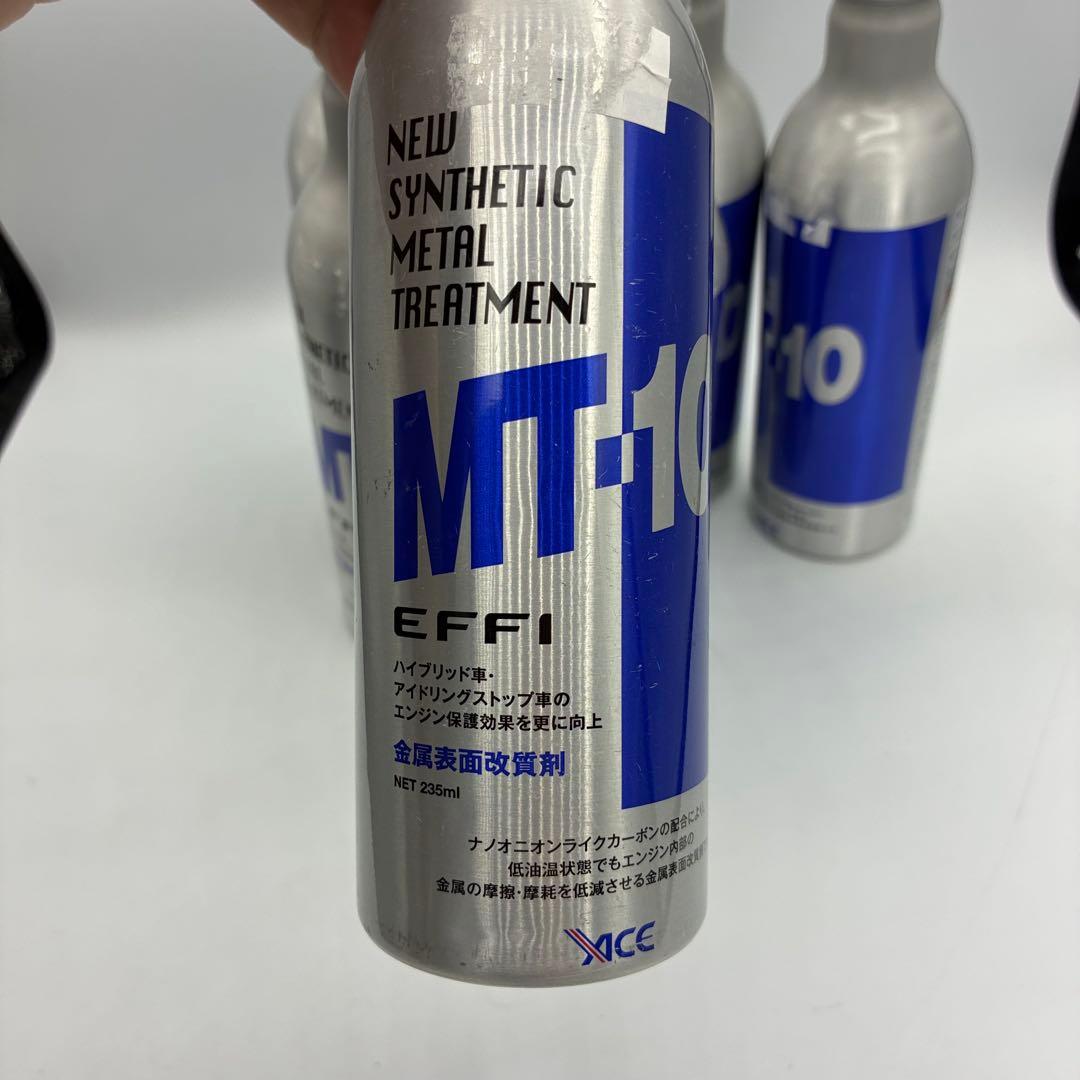 NEW
SYNTHETIC
METAL
TREATMENT
MT-10
EFFI
ハイブリッド車・
アイドリングストップ車の
エンジン保護効果を更に向上
金属表面改質剤
NET 235ml
ナノオニオンライクカーボンの配合により
低油温状態でもエンジン内部の
金属の摩擦・摩耗を低減させる金属表面改質
XACE
-10